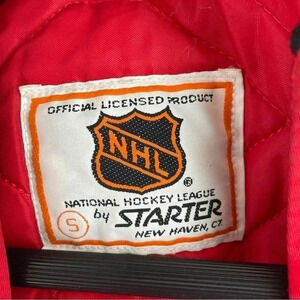 OFFICIAL LICENSED PRODUCT
NHL
®
NATIONAL HOCKEY LEAGUE
S
by STARTER
NEW HAVEN, CT.